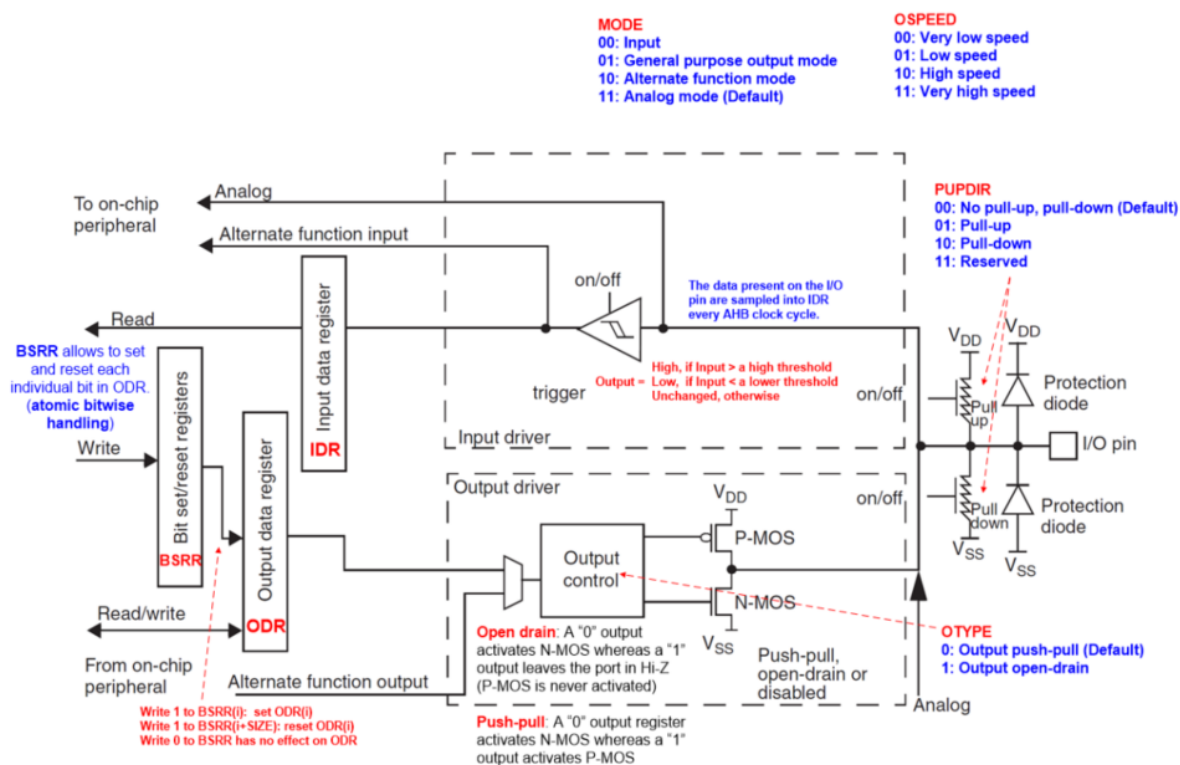 MODE
00: Input
01: General purpose output mode
10: Alternate function mode
11: Analog mode (Default)
OSPEED
00: Very low speed
01: Low speed
10: High speed
11: Very high speed
To on-chip
peripheral
Analog
Alternate function input
on/off
The data present on the I/O
pin are sampled into IDR
every AHB clock cycle.
PUPDIR
00: No pull-up, pull-down (Default)
01: Pull-up
10: Pull-down
11: Reserved
Read
BSRR allows to set
and reset each
individual bit in ODR.
(atomic bitwise
handling)
Write
Bit set/reset registers
BSRR
Output data register
ODR
Input data register
IDR
trigger
High, if Input > a high threshold
Output = Low, if Input < a lower threshold
Unchanged, otherwise
Input driver
on/off
VDD
VDD
Pull
up
Protection
diode
I/O pin
Output driver
on/off
VDD
P-MOS
Output
control
N-MOS
VSS
Pull
down
Protection
diode
VSS
VSS
Read/write
From on-chip
peripheral
Alternate function output
Open drain: A "0" output
activates N-MOS whereas a "1"
output leaves the port in Hi-Z
(P-MOS is never activated)
Push-pull,
open-drain or
disabled
OTYPE
0: Output push-pull (Default)
1: Output open-drain
Analog
Write 1 to BSRR(i): set ODR(i)
Write 1 to BSRR(i+SIZE): reset ODR(i)
Write 0 to BSRR has no effect on ODR
Push-pull: A "0" output register
activates N-MOS whereas a "1"
output activates P-MOS